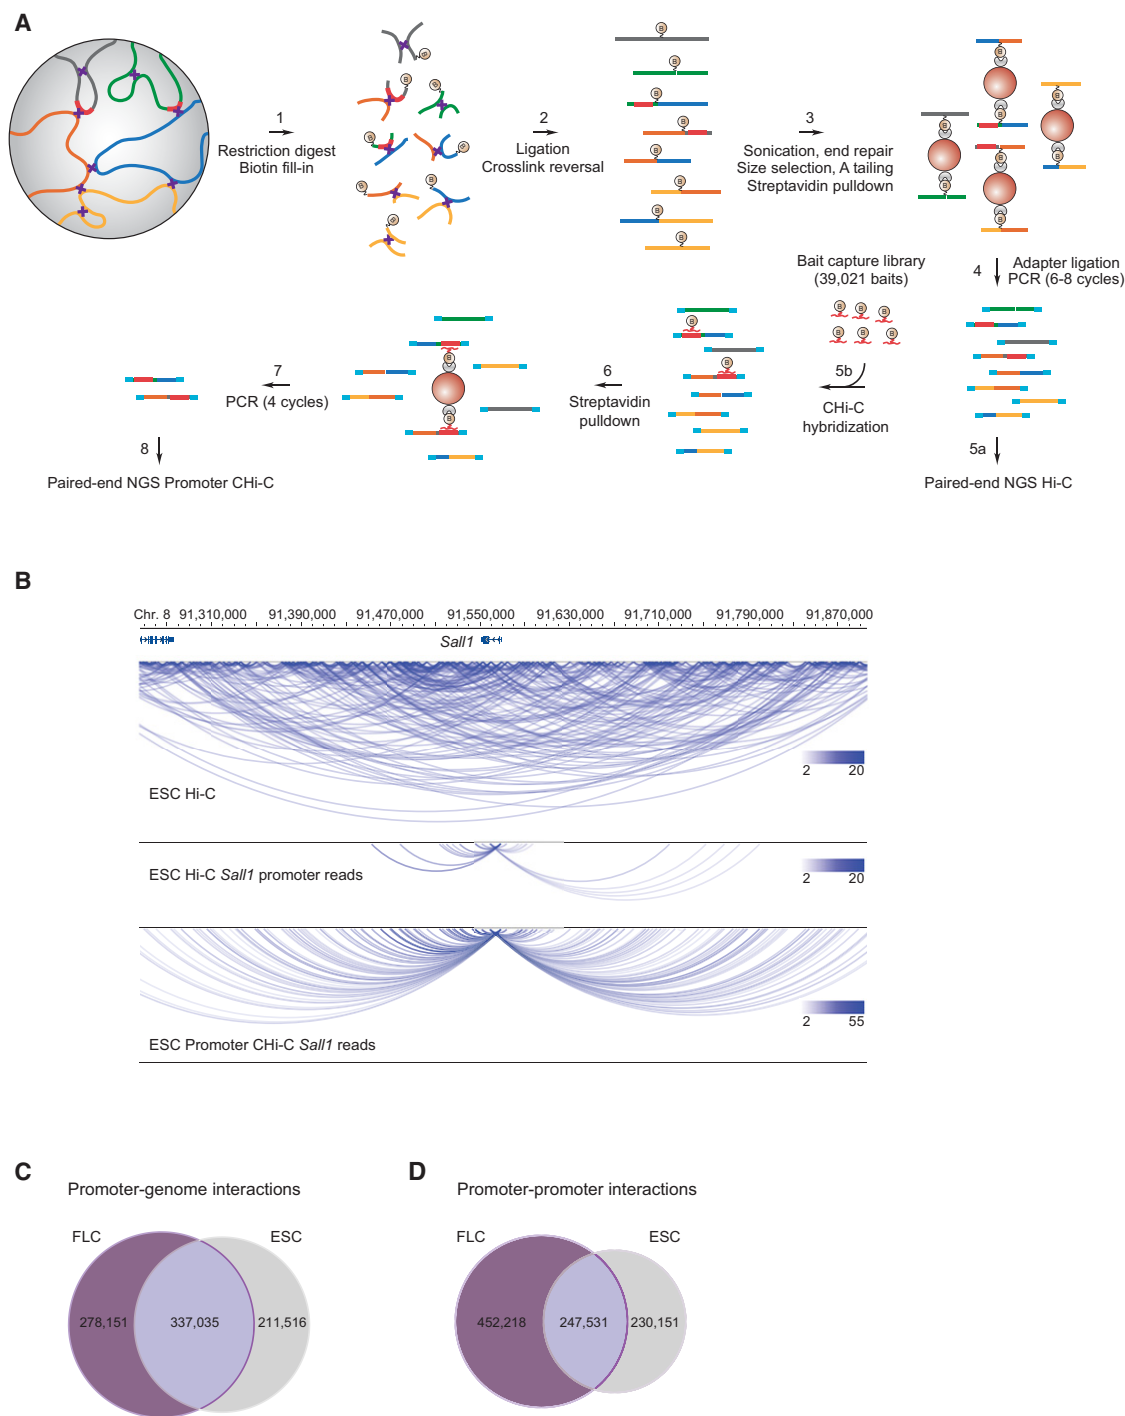 A
1
Restriction digest
Biotin fill-in
2
Ligation
Crosslink reversal
3
Sonication, end repair
Size selection, A tailing
Streptavidin pulldown
4
Adapter ligation
PCR (6-8 cycles)
Bait capture library
(39,021 baits)
5b
CHi-C
hybridization
5a
Paired-end NGS Hi-C
6
Streptavidin
pulldown
7
PCR (4 cycles)
8
Paired-end NGS Promoter CHi-C
B B B B B B B B
B B B B B B B B
B B B B B B
B B B B B B
B B
B B
B
Chr. 8 91,310,000 91,390,000 91,470,000 91,550,000 91,630,000 91,710,000 91,790,000 91,870,000
Sall1
2 20
ESC Hi-C
ESC Hi-C Sall1 promoter reads
2 20
2 55
ESC Promoter CHi-C Sall1 reads
C
Promoter-genome interactions
FLC ESC
278,151 337,035 211,516
D
Promoter-promoter interactions
FLC ESC
452,218 247,531 230,151